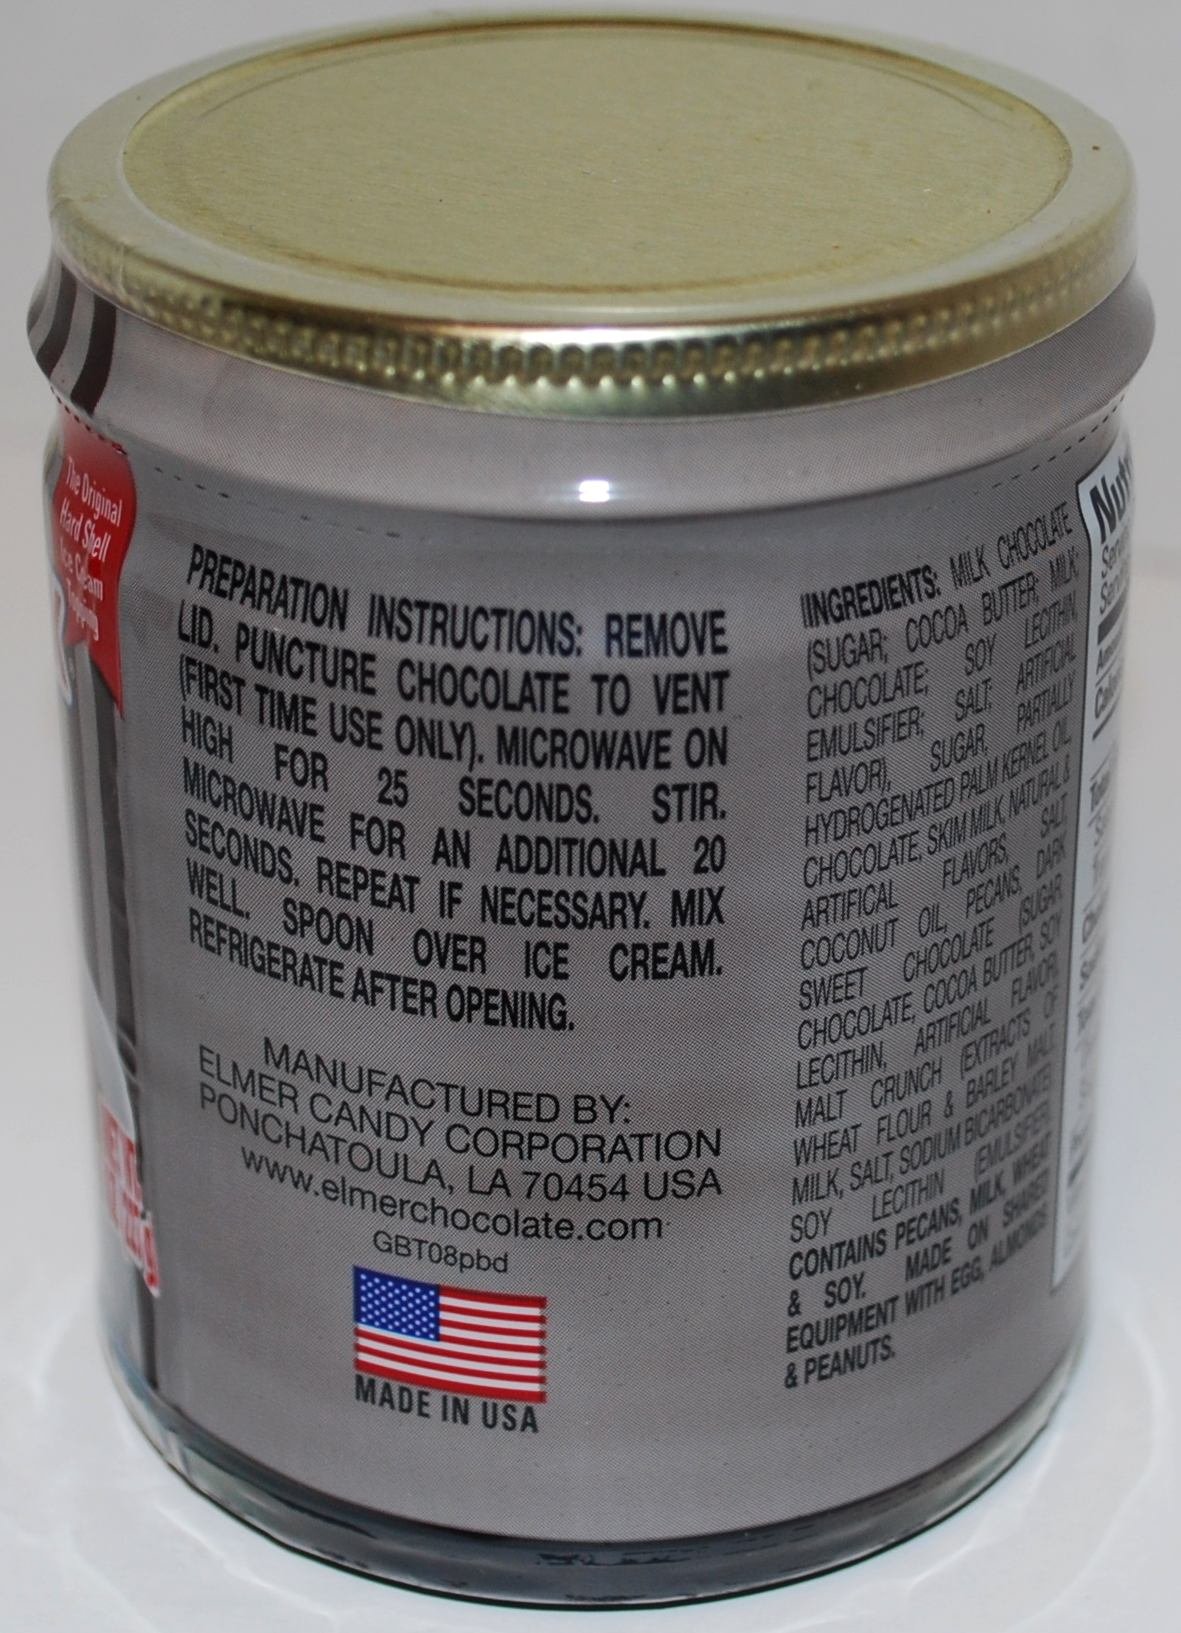 The Original
Hard Shell
Ice Cream
Topping
PREPARATION INSTRUCTIONS: REMOVE
LID. PUNCTURE CHOCOLATE TO VENT
(FIRST TIME USE ONLY). MICROWAVE ON
HIGH FOR 25 SECONDS. STIR.
MICROWAVE FOR AN ADDITIONAL 20
SECONDS. REPEAT IF NECESSARY. MIX
WELL. SPOON OVER ICE CREAM.
REFRIGERATE AFTER OPENING.
MANUFACTURED BY:
ELMER CANDY CORPORATION
PONCHATOULA, LA 70454 USA
www.elmerchocolate.com
GBT08pbd
MADE IN USA
IINGREDIENTS: MILK CHOCOLATE
(SUGAR; COCOA BUTTER; MILK;
CHOCOLATE; SOY LECITHIN,
EMULSIFIER; SALT; ARTIFICIAL
FLAVOR), SUGAR, PARTIALLY
HYDROGENATED PALM KERNEL OIL,
CHOCOLATE, SKIM MILK, NATURAL &
ARTIFICAL FLAVORS, SALT,
COCONUT OIL, PECANS, DARK
SWEET CHOCOLATE (SUGAR,
CHOCOLATE, COCOA BUTTER, SOY
LECITHIN, ARTIFICIAL FLAVOR),
MALT CRUNCH (EXTRACTS OF
WHEAT FLOUR & BARLEY MALT,
MILK, SALT, SODIUM BICARBONATE)
SOY LECITHIN (EMULSIFIER)
CONTAINS PECANS, MILK, WHEAT
& SOY. MADE ON SHARED
EQUIPMENT WITH EGG, ALMONDS
& PEANUTS.